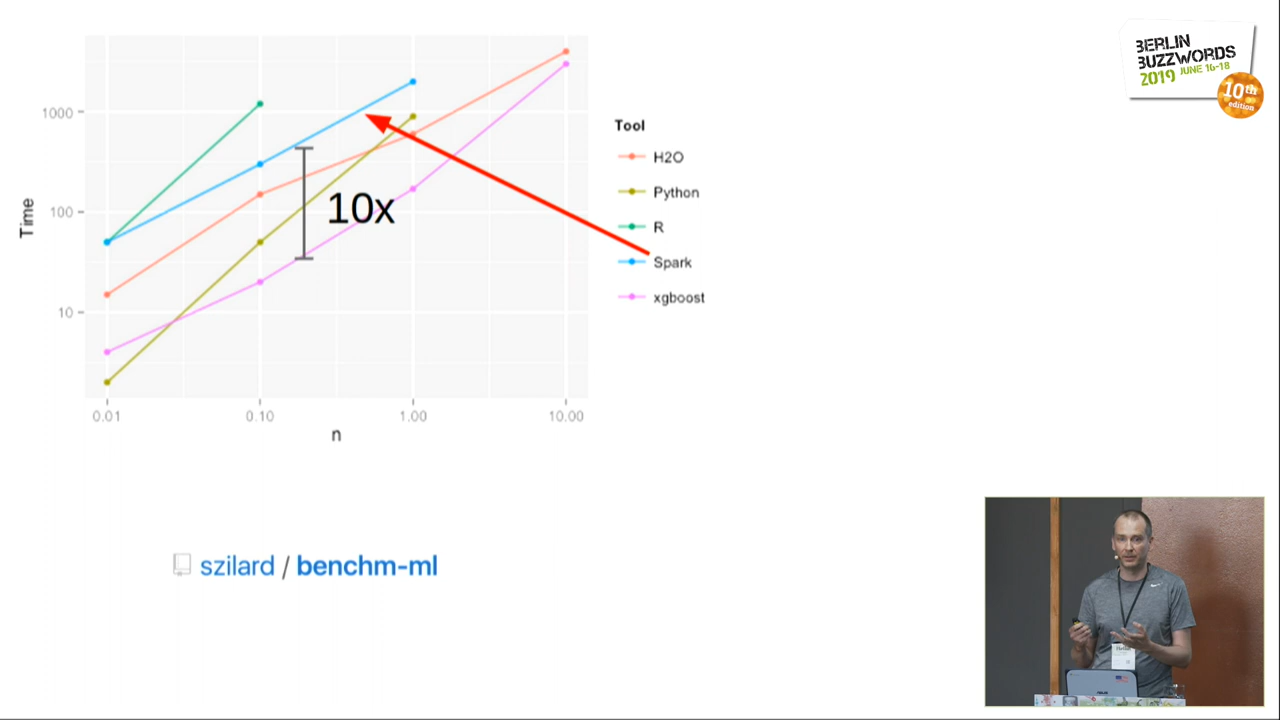 BERLIN
BUZZWORDS
2019 JUNE 16-18
10th
edition
1000
100
10
Time
0.01
0.10
1.00
10.00
n
10x
Tool
H2O
Python
R
Spark
xgboost
szilard / benchm-ml